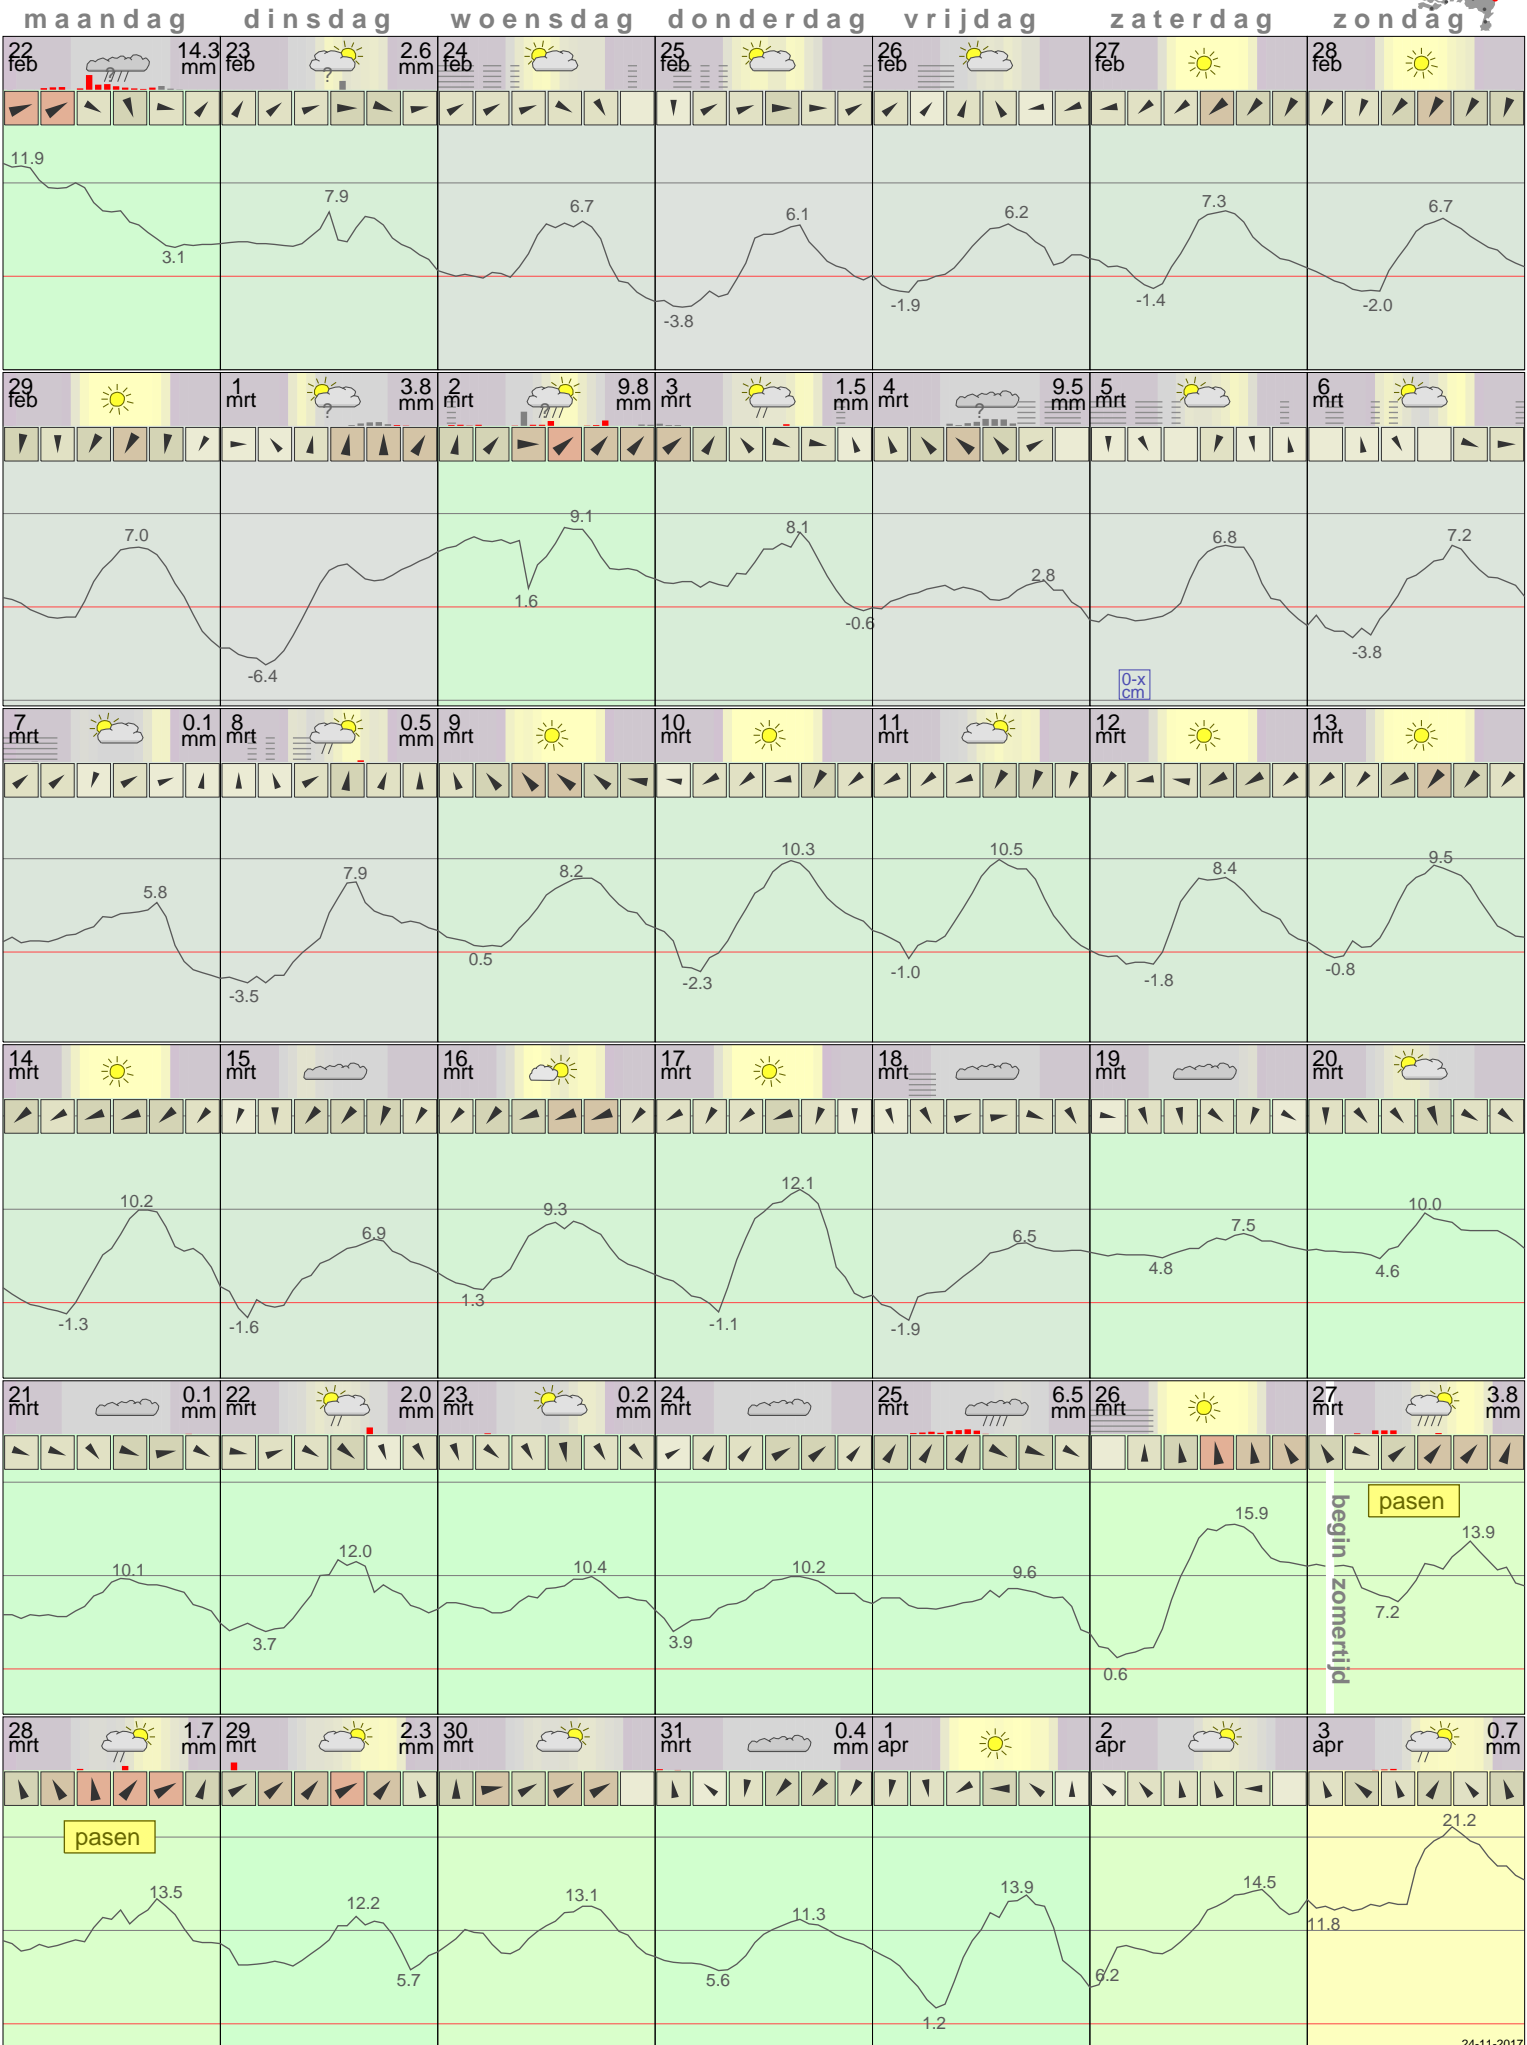 maandag dinsdag woensdag donderdag vrijdag zaterdag zondag
22 feb 14.3 mm 23 feb 2.6 mm 24 feb 25 feb 26 feb 27 feb 28 feb
? ?
11.9 3.1 7.9 6.7 -3.8 6.1 -1.9 6.2 -1.4 7.3 -2.0 6.7
29 feb 1 mrt 3.8 mm 2 mrt 9.8 mm 3 mrt 1.5 mm 4 mrt 9.5 mm 5 mrt 6 mrt
? ? ?
7.0 -6.4 1.6 9.1 8.1 -0.6 2.8 6.8 -3.8 7.2
0-x
cm
7 mrt 0.1 mm 8 mrt 0.5 mm 9 mrt 10 mrt 11 mrt 12 mrt 13 mrt
5.8 -3.5 7.9 0.5 8.2 -2.3 10.3 -1.0 10.5 -1.8 8.4 -0.8 9.5
14 mrt 15 mrt 16 mrt 17 mrt 18 mrt 19 mrt 20 mrt
-1.3 10.2 -1.6 6.9 1.3 9.3 -1.1 12.1 -1.9 6.5 4.8 7.5 4.6 10.0
21 mrt 0.1 mm 22 mrt 2.0 mm 23 mrt 0.2 mm 24 mrt 25 mrt 6.5 mm 26 mrt 27 mrt 3.8 mm
pasen
begin zomertijd
10.1 3.7 12.0 10.4 3.9 10.2 9.6 0.6 15.9 7.2 13.9
28 mrt 1.7 mm 29 mrt 2.3 mm 30 mrt 31 mrt 0.4 mm 1 apr 2 apr 3 apr 0.7 mm
pasen
13.5 12.2 5.7 13.1 5.6 11.3 1.2 13.9 6.2 14.5 11.8 21.2
24-11-2017